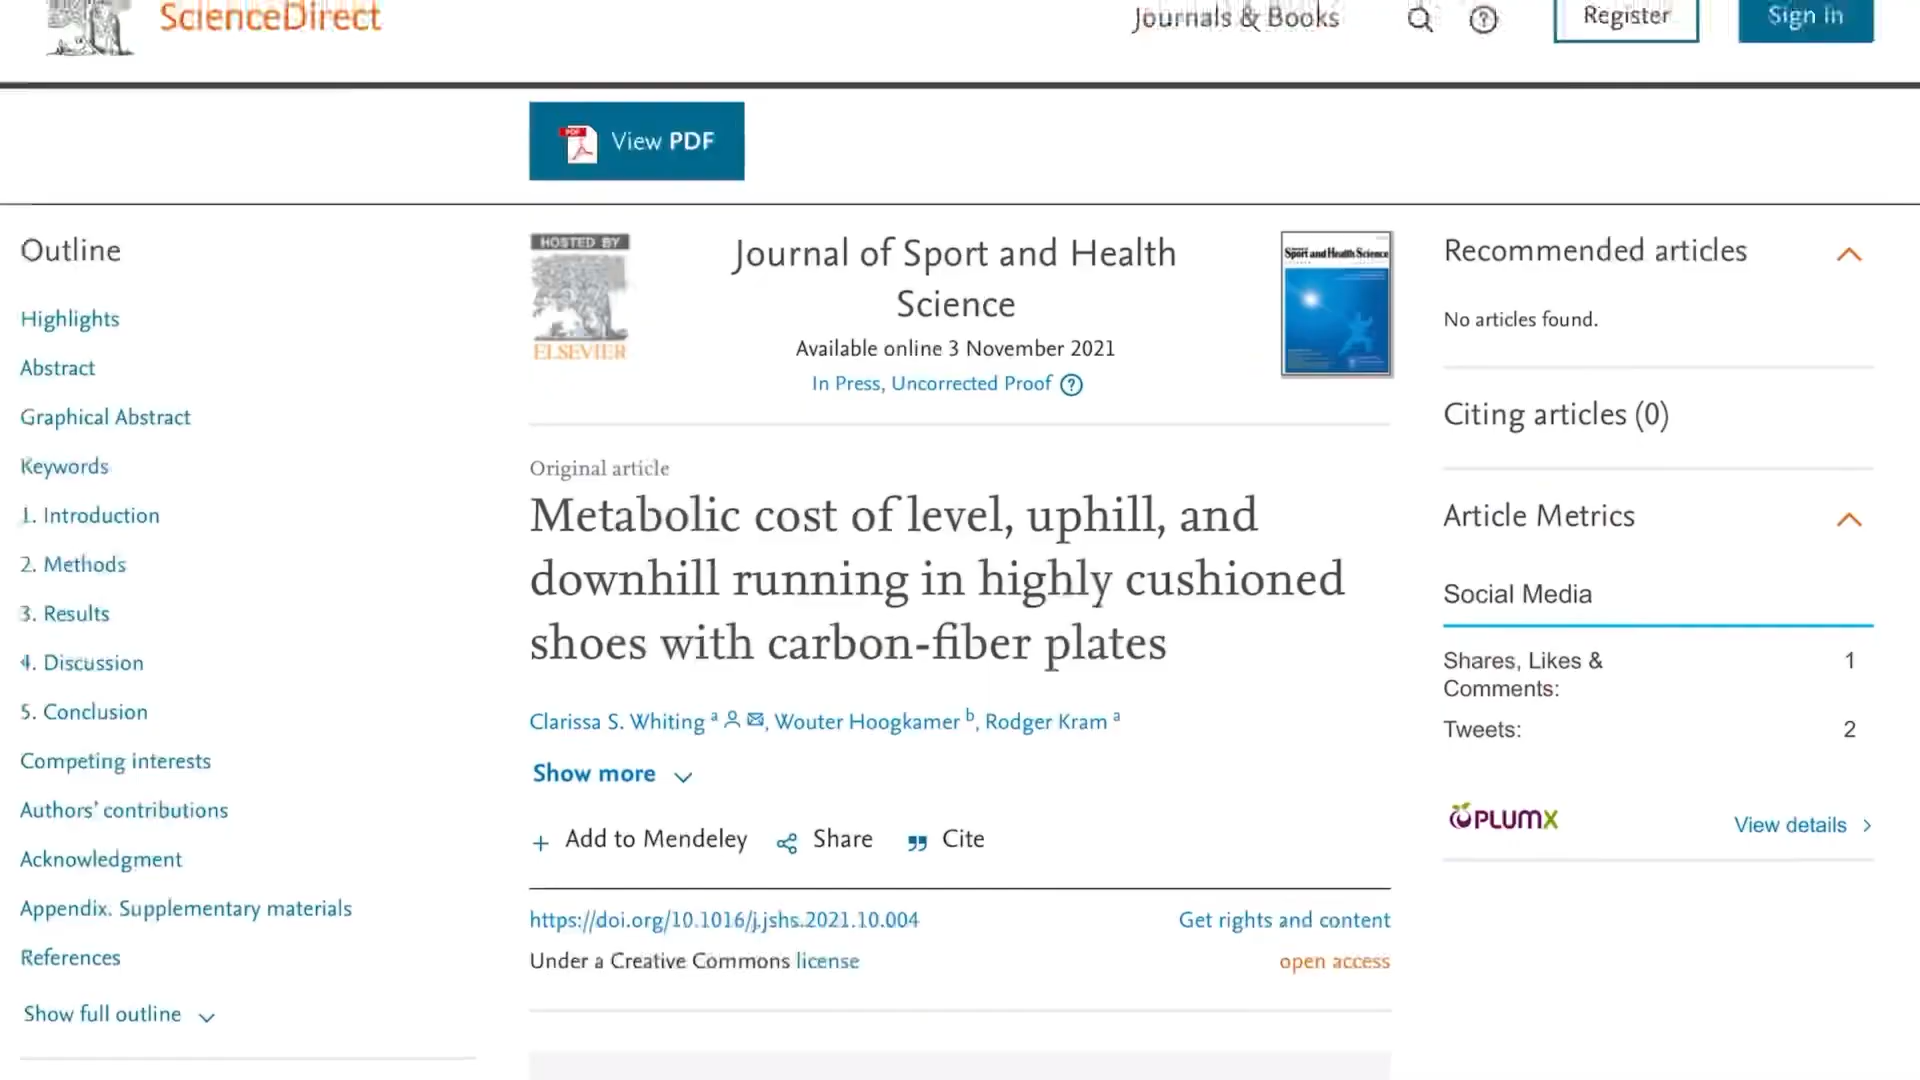 ScienceDirect
Journals & Books
Register
Sign in
PDF
View PDF
Outline
Highlights
Abstract
Graphical Abstract
Keywords
1. Introduction
2. Methods
3. Results
4. Discussion
5. Conclusion
Competing interests
Authors' contributions
Acknowledgment
Appendix. Supplementary materials
References
Show full outline
HOSTED BY
ELSEVIER
Journal of Sport and Health
Science
Available online 3 November 2021
In Press, Uncorrected Proof ?
Sport and Health Science
Original article
Metabolic cost of level, uphill, and
downhill running in highly cushioned
shoes with carbon-fiber plates
Clarissa S. Whiting a, Wouter Hoogkamer b, Rodger Kram a
Show more
+ Add to Mendeley Share Cite
https://doi.org/10.1016/j.jshs.2021.10.004
Get rights and content
Under a Creative Commons license
open access
Recommended articles
No articles found.
Citing articles (0)
Article Metrics
Social Media
Shares, Likes & 1
Comments:
Tweets: 2
PLUMX
View details